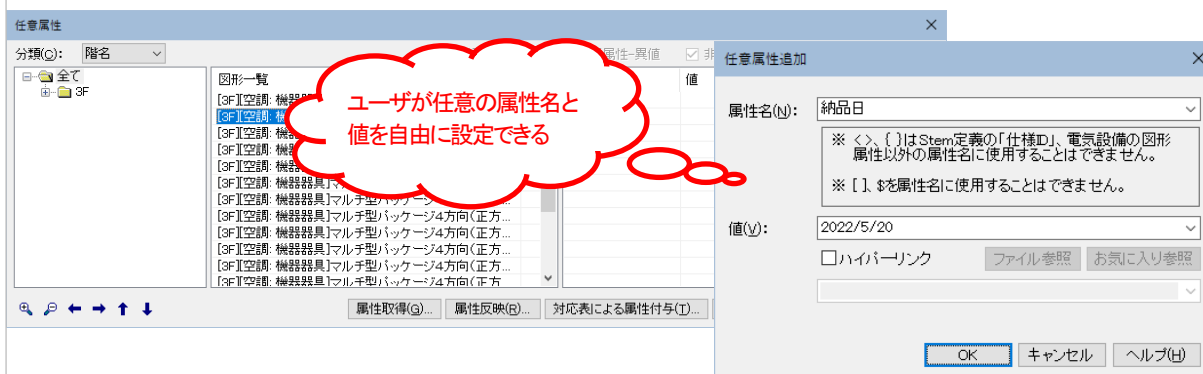 任意属性
分類(C):
階名
属性-異値
全て
3F
図形一覧
値
[3F][空調: 機器器具]マルチ型パッケージ4方向(正方...
[3F][空調: 機器器具]マルチ型パッケージ4方向(正方...
[3F][空調: 機器器具]マルチ型パッケージ4方向(正方...
[3F][空調: 機器器具]マルチ型パッケージ4方向(正方...
[3F][空調: 機器器具]マルチ型パッケージ4方向(正方...
ユーザが任意の属性名と
値を自由に設定できる
属性取得(G)...
属性反映(R)...
対応表による属性付与(T)...
任意属性追加
属性名(N):
納品日
※ < >、{ }はStem定義の「仕様ID」、電気設備の図形
属性以外の属性名に使用することはできません。
※ [ ]、$を属性名に使用することはできません。
値(V):
2022/5/20
ハイパーリンク
ファイル参照
お気に入り参照
OK
キャンセル
ヘルプ(H)